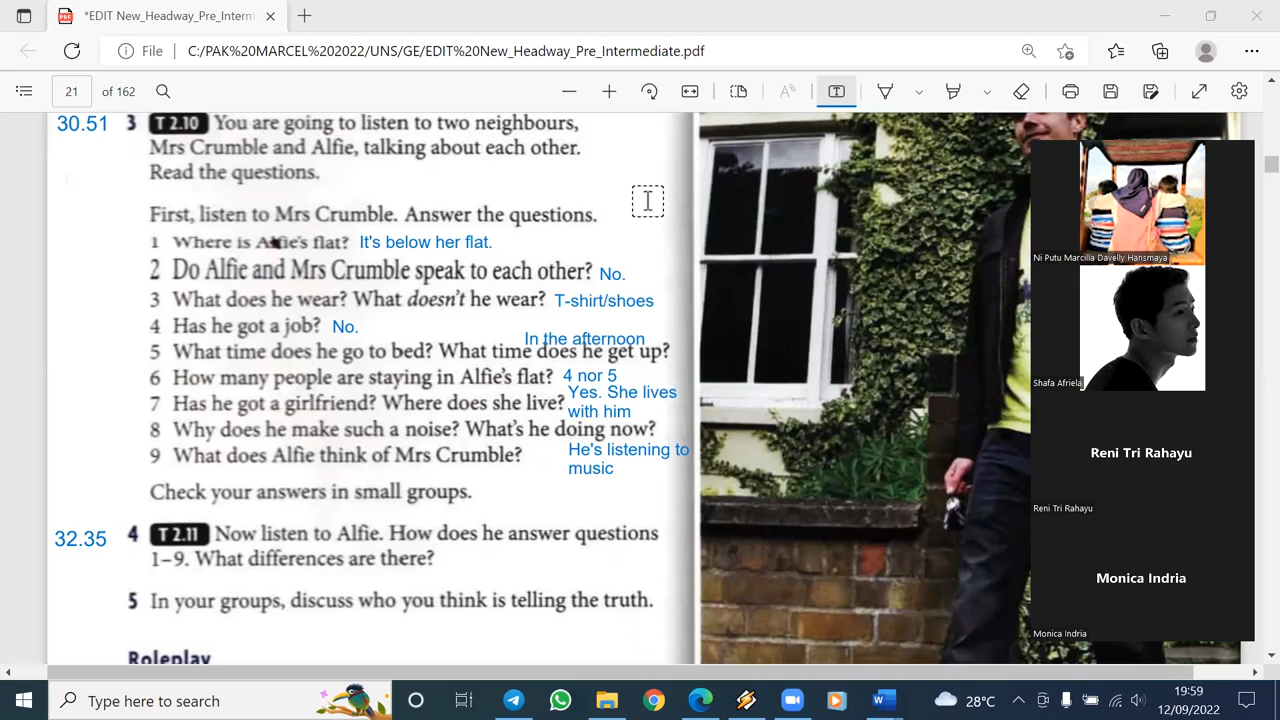 *EDIT New_Headway_Pre_Intermed
File
C:/PAK%20MARCEL%202022/UNS/GE/EDIT%20New_Headway_Pre_Intermediate.pdf
21 of 162
30.51
3 T 2.10 You are going to listen to two neighbours,
Mrs Crumble and Alfie, talking about each other.
Read the questions.
First, listen to Mrs Crumble. Answer the questions.
1 Where is Alfie's flat? It's below her flat.
2 Do Alfie and Mrs Crumble speak to each other? No.
3 What does he wear? What doesn't he wear? T-shirt/shoes
4 Has he got a job? No.
In the afternoon
5 What time does he go to bed? What time does he get up?
6 How many people are staying in Alfie's flat? 4 nor 5
7 Has he got a girlfriend? Where does she live? Yes. She lives
with him
8 Why does he make such a noise? What's he doing now?
9 What does Alfie think of Mrs Crumble? He's listening to
music
Check your answers in small groups.
32.35
4 T 2.11 Now listen to Alfie. How does he answer questions
1–9. What differences are there?
5 In your groups, discuss who you think is telling the truth.
Roleplay
Ni Putu Marcilla Davelly Hansmaya
Shafa Afriela
Reni Tri Rahayu
Reni Tri Rahayu
Monica Indria
Monica Indria
Type here to search
28°C
19:59
12/09/2022